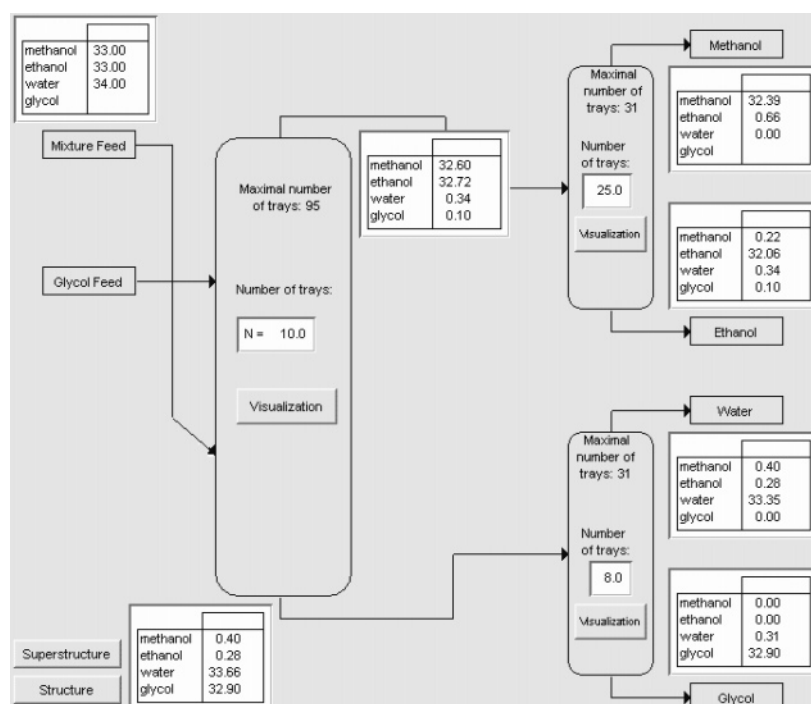 methanol 33.00
ethanol 33.00
water 34.00
glycol
Mixture Feed
Glycol Feed
Maximal number
of trays: 95
Number of trays:
N = 10.0
Visualization
methanol 32.60
ethanol 32.72
water 0.34
glycol 0.10
Methanol
Maximal
number of
trays: 31
Number
of trays:
25.0
Visualization
methanol 32.39
ethanol 0.66
water 0.00
glycol
methanol 0.22
ethanol 32.06
water 0.34
glycol 0.10
Ethanol
Water
Maximal
number of
trays: 31
Number
of trays:
8.0
Visualization
methanol 0.40
ethanol 0.28
water 33.35
glycol 0.00
methanol 0.00
ethanol 0.00
water 0.31
glycol 32.90
Glycol
Superstructure
Structure
methanol 0.40
ethanol 0.28
water 33.66
glycol 32.90